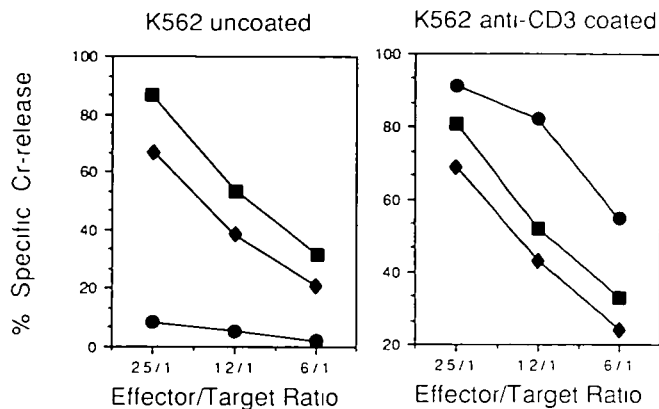 K562 uncoated
% Specific Cr-release
100
80
60
40
20
0
25/1 12/1 6/1
Effector/Target Ratio
K562 anti-CD3 coated
100
80
60
40
20
25/1 12/1 6/1
Effector/Target Ratio